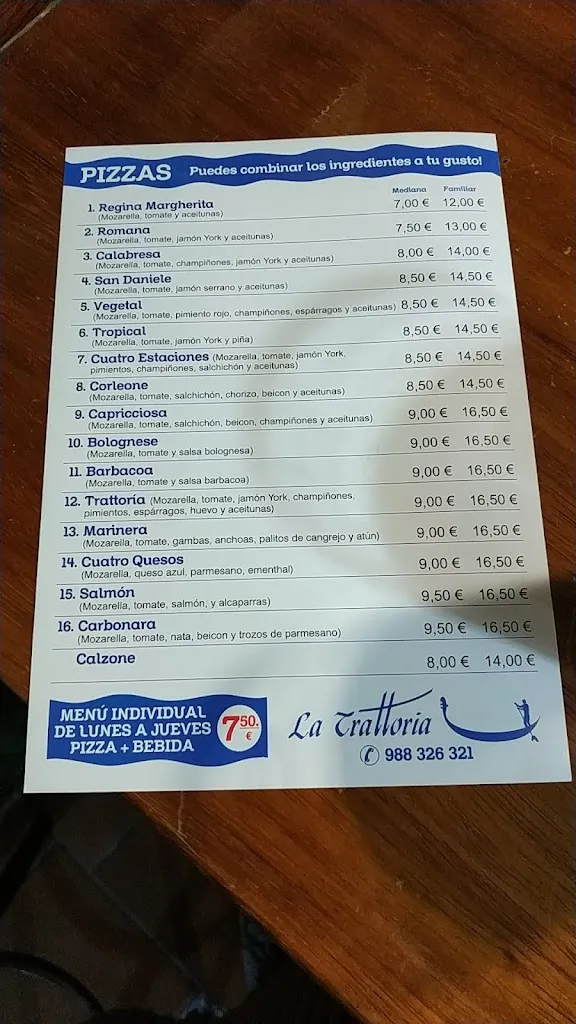 PIZZAS Puedes combinar los ingredientes a tu gusto!
Mediana Familiar
1. Regina Margherita 7,00 € 12,00 €
(Mozarella, tomate y aceitunas)
2. Romana 7,50 € 13,00 €
(Mozarella, tomate, jamón York y aceitunas)
3. Calabresa 8,00 € 14,00 €
(Mozarella, tomate, champiñones, jamón York y aceitunas)
4. San Daniele 8,50 € 14,50 €
(Mozarella, tomate, jamón serrano y aceitunas)
5. Vegetal 8,50 € 14,50 €
(Mozarella, tomate, pimiento rojo, champiñones, espárragos y aceitunas)
6. Tropical 8,50 € 14,50 €
(Mozarella, tomate, jamón York y piña)
7. Cuatro Estaciones (Mozarella, tomate, jamón York, 8,50 € 14,50 €
pimientos, champiñones, salchichón y aceitunas)
8. Corleone 8,50 € 14,50 €
(Mozarella, tomate, salchichón, chorizo, beicon y aceitunas)
9. Capricciosa 9,00 € 16,50 €
(Mozarella, tomate, salchichón, beicon, champiñones y aceitunas)
10. Bolognese 9,00 € 16,50 €
(Mozarella, tomate y salsa bolognesa)
11. Barbacoa 9,00 € 16,50 €
(Mozarella, tomate y salsa barbacoa)
12. Trattoria (Mozarella, tomate, jamón York, champiñones, 9,00 € 16,50 €
pimientos, espárragos, huevo y aceitunas)
13. Marinera 9,00 € 16,50 €
(Mozarella, tomate, gambas, anchoas, palitos de cangrejo y atún)
14. Cuatro Quesos 9,00 € 16,50 €
(Mozarella, queso azul, parmesano, ementhal)
15. Salmón 9,50 € 16,50 €
(Mozarella, tomate, salmón, y alcaparras)
16. Carbonara 9,50 € 16,50 €
(Mozarella, tomate, nata, beicon y trozos de parmesano)
Calzone 8,00 € 14,00 €
MENÚ INDIVIDUAL
DE LUNES A JUEVES
PIZZA + BEBIDA
750. €
La Trattoria
988 326 321